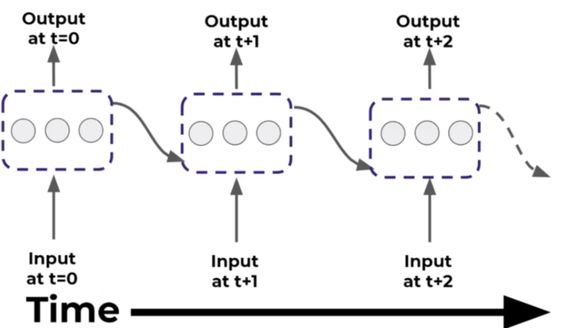 Output
at t=0
Output
at t+1
Output
at t+2
Input
at t=0
Input
at t+1
Input
at t+2
Time